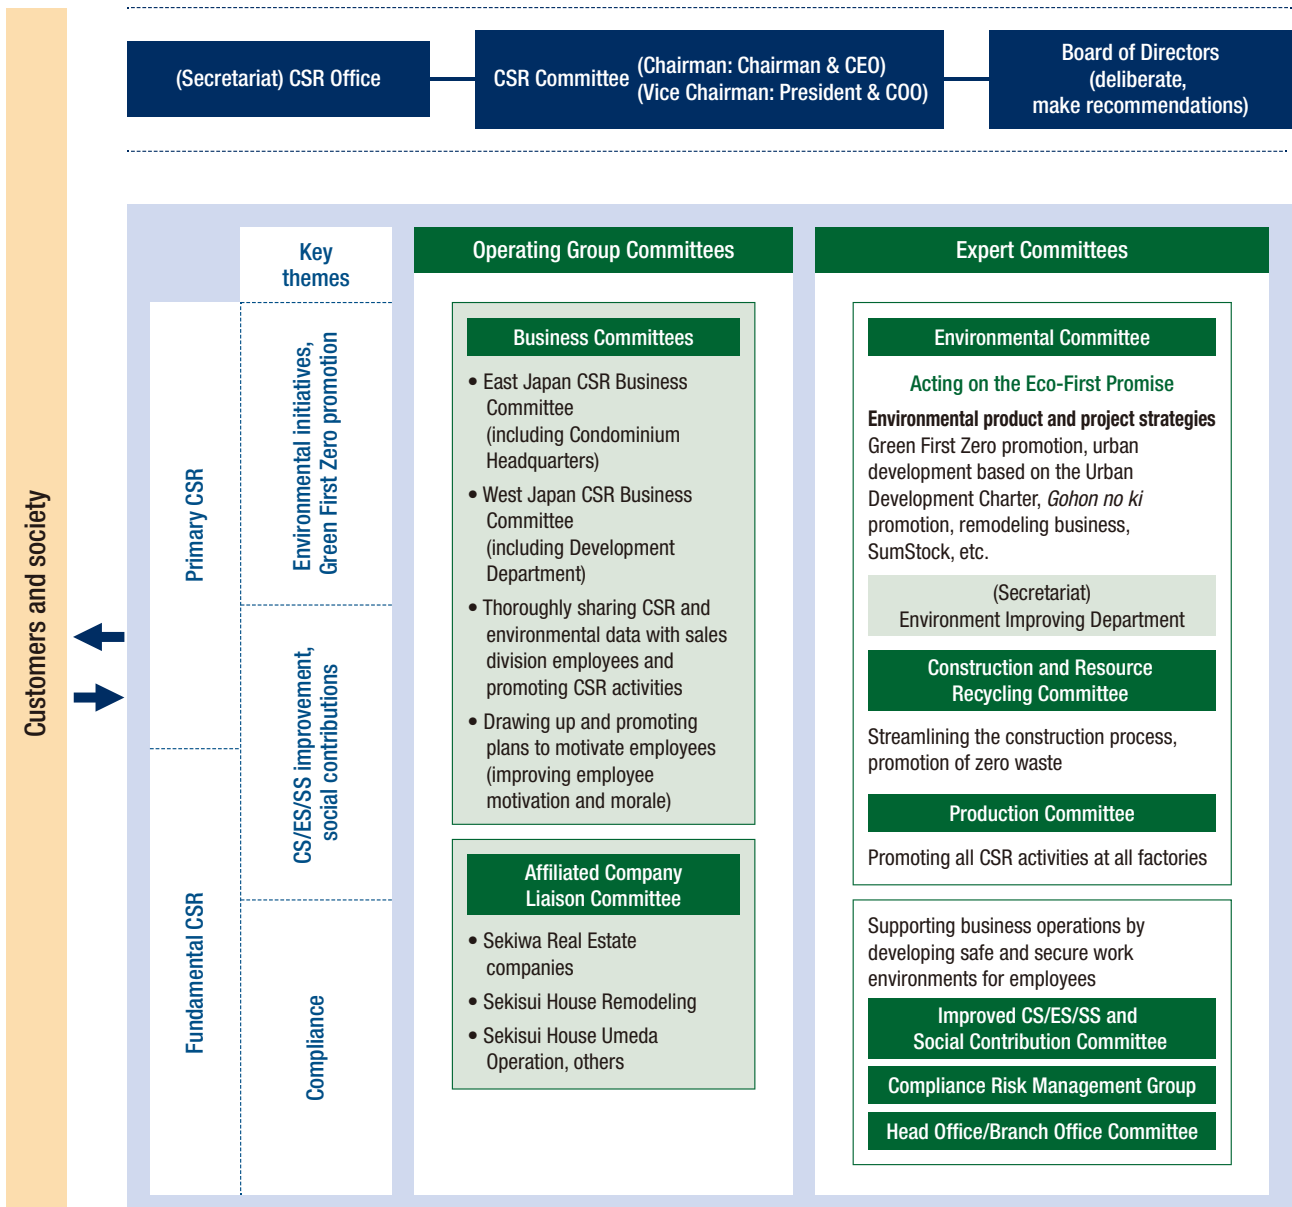 (Secretariat) CSR Office
CSR Committee
(Chairman: Chairman & CEO)
(Vice Chairman: President & COO)
Board of Directors
(deliberate,
make recommendations)
Customers and society
Key
themes
Primary CSR
Fundamental CSR
Environmental initiatives,
Green First Zero promotion
CS/ES/SS improvement,
social contributions
Compliance
Operating Group Committees
Business Committees
• East Japan CSR Business
Committee
(including Condominium
Headquarters)
• West Japan CSR Business
Committee
(including Development
Department)
• Thoroughly sharing CSR and
environmental data with sales
division employees and
promoting CSR activities
• Drawing up and promoting
plans to motivate employees
(improving employee
motivation and morale)
Affiliated Company
Liaison Committee
• Sekiwa Real Estate
companies
• Sekisui House Remodeling
• Sekisui House Umeda
Operation, others
Expert Committees
Environmental Committee
Acting on the Eco-First Promise
Environmental product and project strategies
Green First Zero promotion, urban
development based on the Urban
Development Charter, Gohon no ki
promotion, remodeling business,
SumStock, etc.
(Secretariat)
Environment Improving Department
Construction and Resource
Recycling Committee
Streamlining the construction process,
promotion of zero waste
Production Committee
Promoting all CSR activities at all factories
Supporting business operations by
developing safe and secure work
environments for employees
Improved CS/ES/SS and
Social Contribution Committee
Compliance Risk Management Group
Head Office/Branch Office Committee